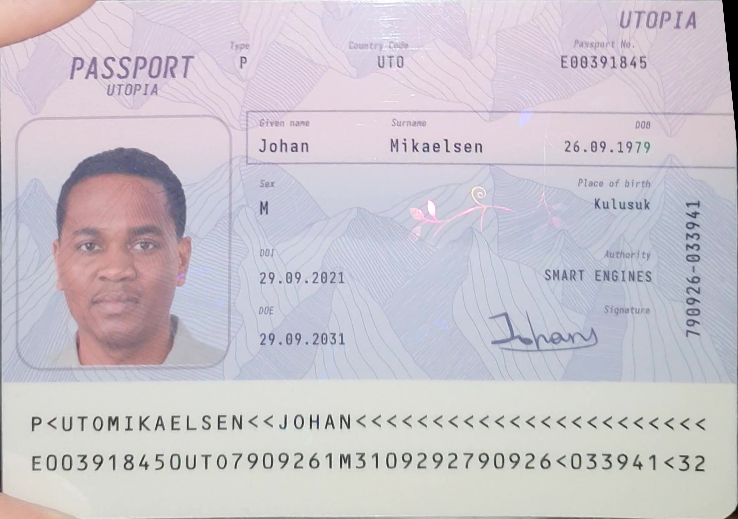 UTOPIA
PASSPORT
UTOPIA
Type
P
Country Code
UTO
Passport No.
E00391845
Given name
Johan
Surname
Mikaelsen
DOB
26.09.1979
Sex
M
Place of birth
Kulusuk
DOI
29.09.2021
Authority
SMART ENGINES
DOE
29.09.2031
Signature
Johans
790926-033941
P<UTOMIKAELSEN<<JOHAN<<<<<<<<<<<<<<<<<<<<<<<
E003918450UTO7909261M3109292790926<033941<32